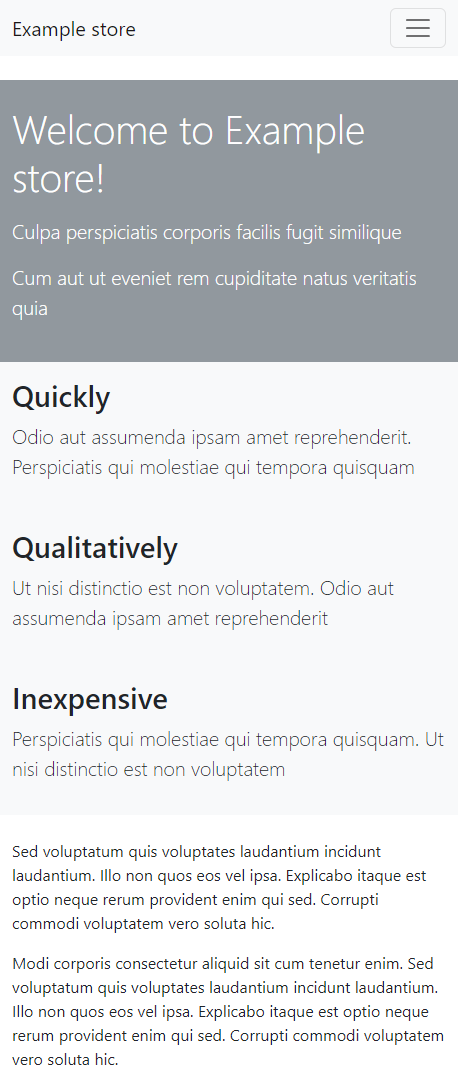 Example store
Welcome to Example
store!
Culpa perspiciatis corporis facilis fugit similique
Cum aut ut eveniet rem cupiditate natus veritatis
quia
Quickly
Odio aut assumenda ipsam amet reprehenderit.
Perspiciatis qui molestiae qui tempora quisquam
Qualitatively
Ut nisi distinctio est non voluptatem. Odio aut
assumenda ipsam amet reprehenderit
Inexpensive
Perspiciatis qui molestiae qui tempora quisquam. Ut
nisi distinctio est non voluptatem
Sed voluptatum quis voluptates laudantium incidunt
laudantium. Illo non quos eos vel ipsa. Explicabo itaque est
optio neque rerum provident enim qui sed. Corrupti
commodi voluptatem vero soluta hic.
Modi corporis consectetur aliquid sit cum tenetur enim. Sed
voluptatum quis voluptates laudantium incidunt laudantium.
Illo non quos eos vel ipsa. Explicabo itaque est optio neque
rerum provident enim qui sed. Corrupti commodi voluptatem
vero soluta hic.